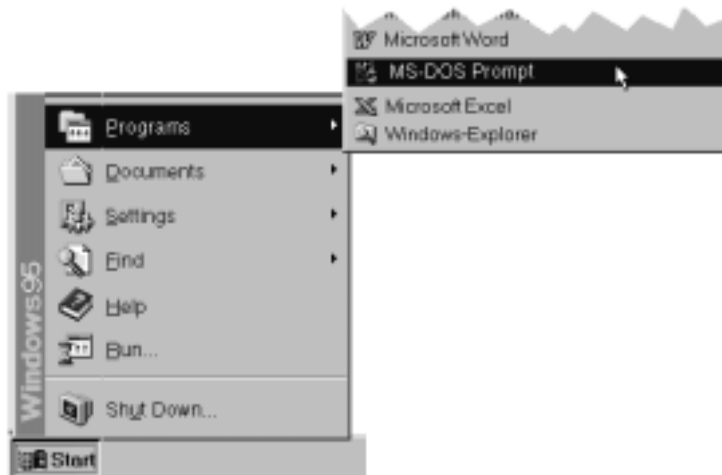 Microsoft Word
MS-DOS Prompt
Microsoft Excel
Windows-Explorer
Programs
Documents
Settings
Find
Help
Run...
Shut Down...
Windows95
Start